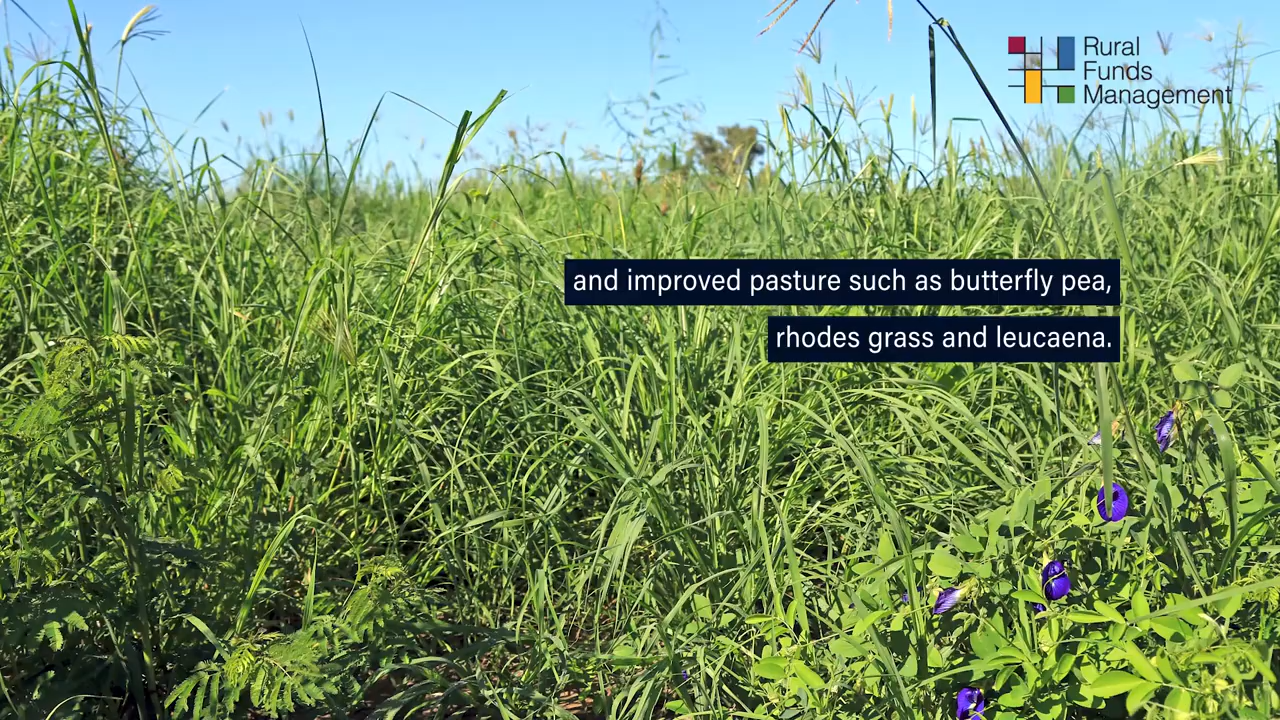 Rural
Funds
Management
and improved pasture such as butterfly pea,
rhodes grass and leucaena.